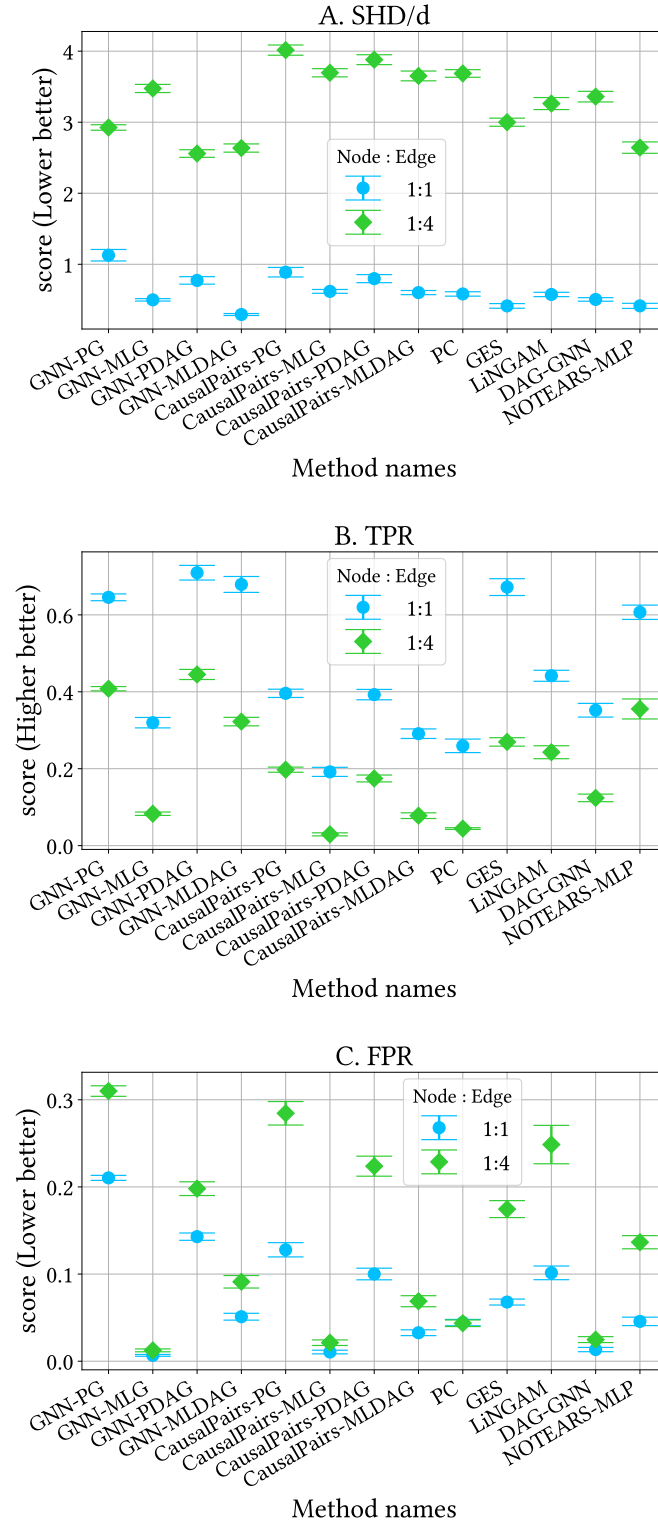 A. SHD/d
score (Lower better)
4
3
2
1
Node : Edge
1:1
1:4
GNN-PG
GNN-MLG
GNN-PDAG
GNN-MLDAG
CausalPairs-PG
CausalPairs-MLG
CausalPairs-PDAG
CausalPairs-MLDAG
PC
GES
LiNGAM
DAG-GNN
NOTEARS-MLP
Method names
B. TPR
score (Higher better)
0.6
0.4
0.2
0.0
Node : Edge
1:1
1:4
GNN-PG
GNN-MLG
GNN-PDAG
GNN-MLDAG
CausalPairs-PG
CausalPairs-MLG
CausalPairs-PDAG
CausalPairs-MLDAG
PC
GES
LiNGAM
DAG-GNN
NOTEARS-MLP
Method names
C. FPR
score (Lower better)
0.3
0.2
0.1
0.0
Node : Edge
1:1
1:4
GNN-PG
GNN-MLG
GNN-PDAG
GNN-MLDAG
CausalPairs-PG
CausalPairs-MLG
CausalPairs-PDAG
CausalPairs-MLDAG
PC
GES
LiNGAM
DAG-GNN
NOTEARS-MLP
Method names